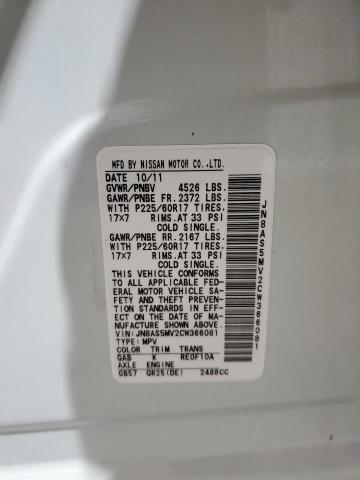 MFD BY NISSAN MOTOR CO.,LTD.
DATE 10/11
GVWR/PNBV 4526 LBS.
GAWR/PNBE FR.2372 LBS.
WITH P225/60R17 TIRES.
17X7 RIMS.AT 33 PSI
COLD SINGLE.
GAWR/PNBE RR.2167 LBS.
WITH P225/60R17 TIRES.
17X7 RIMS.AT 33 PSI
COLD SINGLE.
THIS VEHICLE CONFORMS
TO ALL APPLICABLE FED-
ERAL MOTOR VEHICLE SA-
FETY AND THEFT PREVEN-
TION STANDARDS IN EFF-
ECT ON THE DATE OF MA-
NUFACTURE SHOWN ABOVE.
VIN:JN8AS5MV2CW366081
TYPE:MPV
COLOR TRIM TRANS
QAB K RE0F10A
AXLE ENGINE
GB57 QR25(DE) 2488CC
JN8AS5MV2CW366081